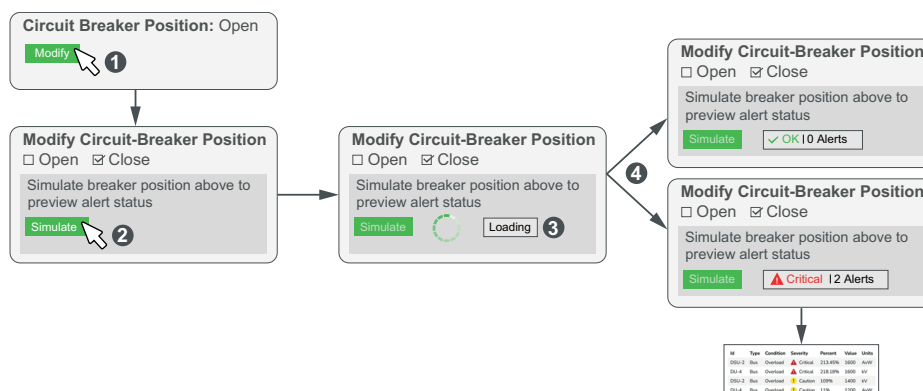 Circuit Breaker Position: Open
Modify
1
Modify Circuit-Breaker Position
Open Close
Simulate breaker position above to
preview alert status
Simulate
2
Modify Circuit-Breaker Position
Open Close
Simulate breaker position above to
preview alert status
Simulate Loading
3
4
Modify Circuit-Breaker Position
Open Close
Simulate breaker position above to
preview alert status
Simulate OK | 0 Alerts
Modify Circuit-Breaker Position
Open Close
Simulate breaker position above to
preview alert status
Simulate Critical | 2 Alerts
Id Type Condition Severity Percent Value Units
DSU-2 Bus Overload Critical 213.45% 1600 AvW
DU-4 Bus Overload Critical 218.18% 1600 kV
DSU-2 Bus Overload Caution 109% 1400 kV